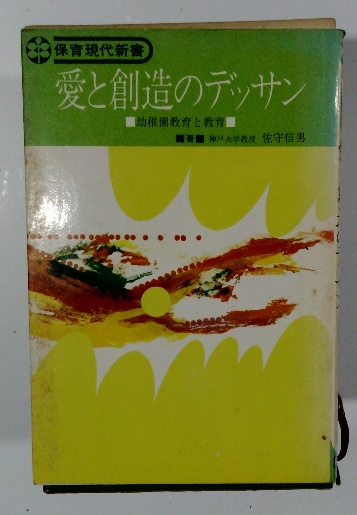 保育現代新書
愛と創造のデッサン
■幼稚園教育と教育■
■著■ 神戸大学教授 佐守信男